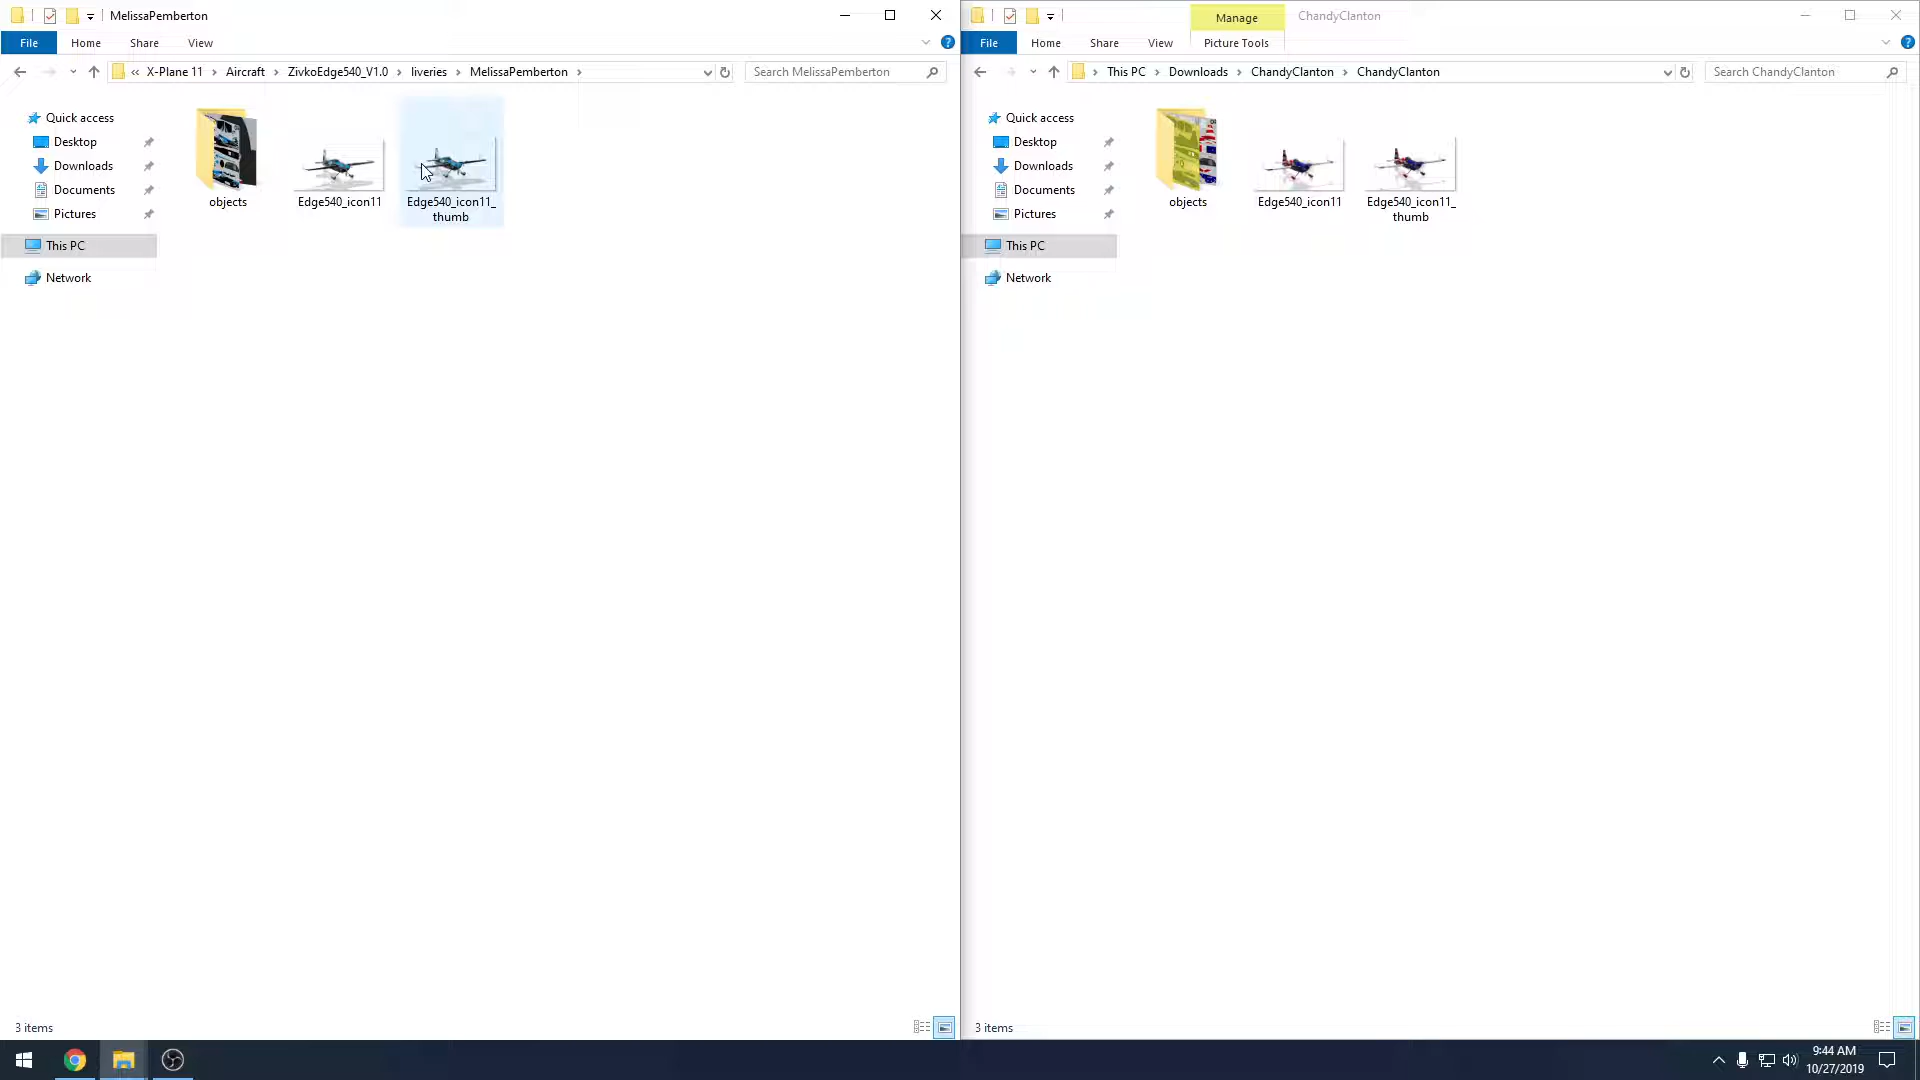 MelissaPemberton
File
Home
Share
View
« X-Plane 11 › Aircraft › ZivkoEdge540_V1.0 › liveries › MelissaPemberton ›
Search MelissaPemberton
Quick access
Desktop
Downloads
Documents
Pictures
This PC
Network
objects
Edge540_icon11
Edge540_icon11_
thumb
3 items
Manage
ChandyClanton
File
Home
Share
View
Picture Tools
› This PC › Downloads › ChandyClanton › ChandyClanton
Search ChandyClanton
Quick access
Desktop
Downloads
Documents
Pictures
This PC
Network
objects
Edge540_icon11
Edge540_icon11_
thumb
3 items
9:44 AM
10/27/2019